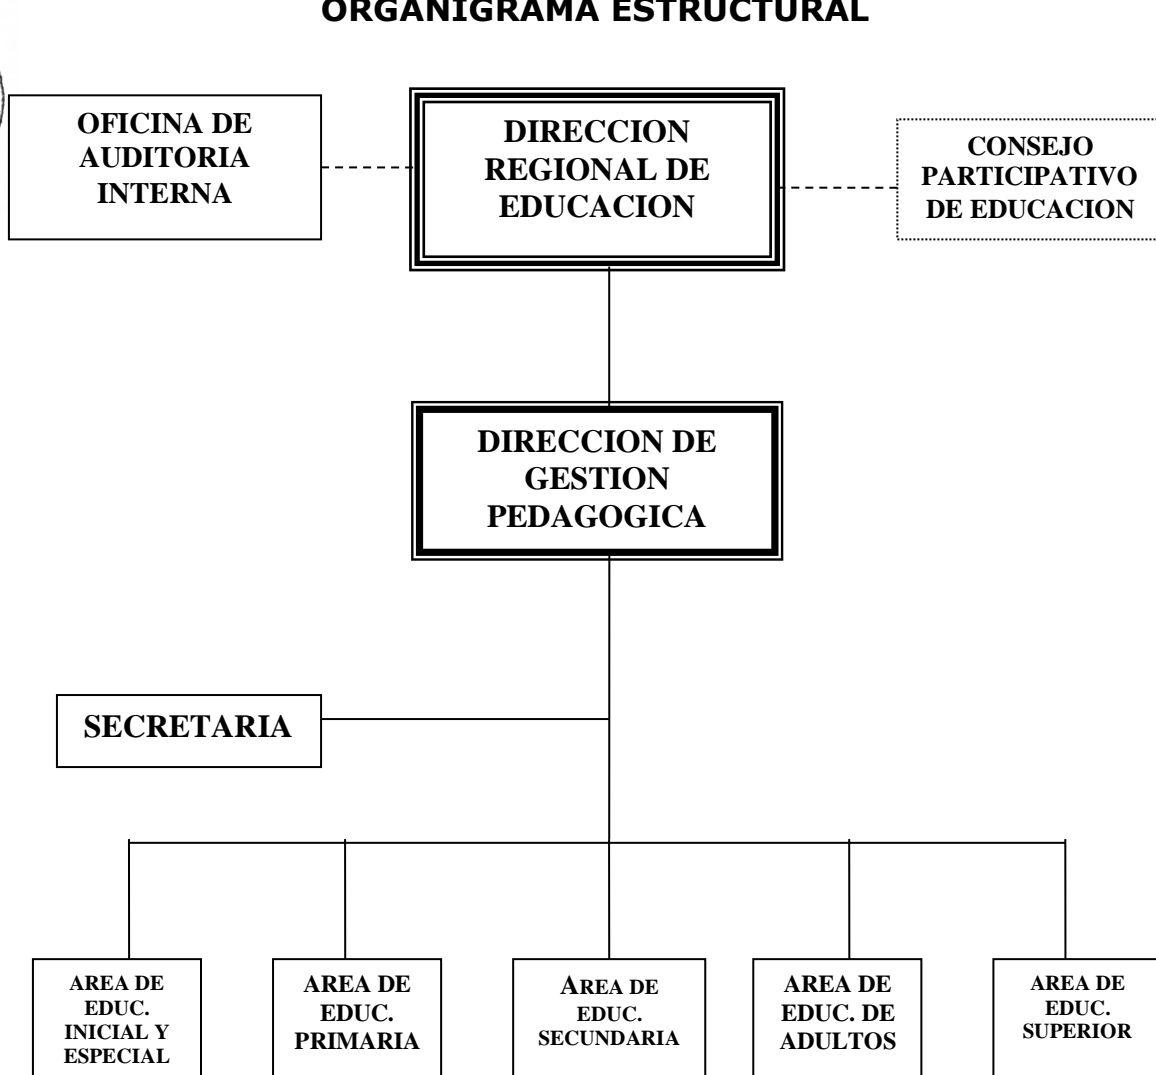 ORGANIGRAMA ESTRUCTURAL
OFICINA DE
AUDITORIA
INTERNA
DIRECCION
REGIONAL DE
EDUCACION
CONSEJO
PARTICIPATIVO
DE EDUCACION
DIRECCION DE
GESTION
PEDAGOGICA
SECRETARIA
AREA DE
EDUC.
INICIAL Y
ESPECIAL
AREA DE
EDUC.
PRIMARIA
AREA DE
EDUC.
SECUNDARIA
AREA DE
EDUC. DE
ADULTOS
AREA DE
EDUC.
SUPERIOR